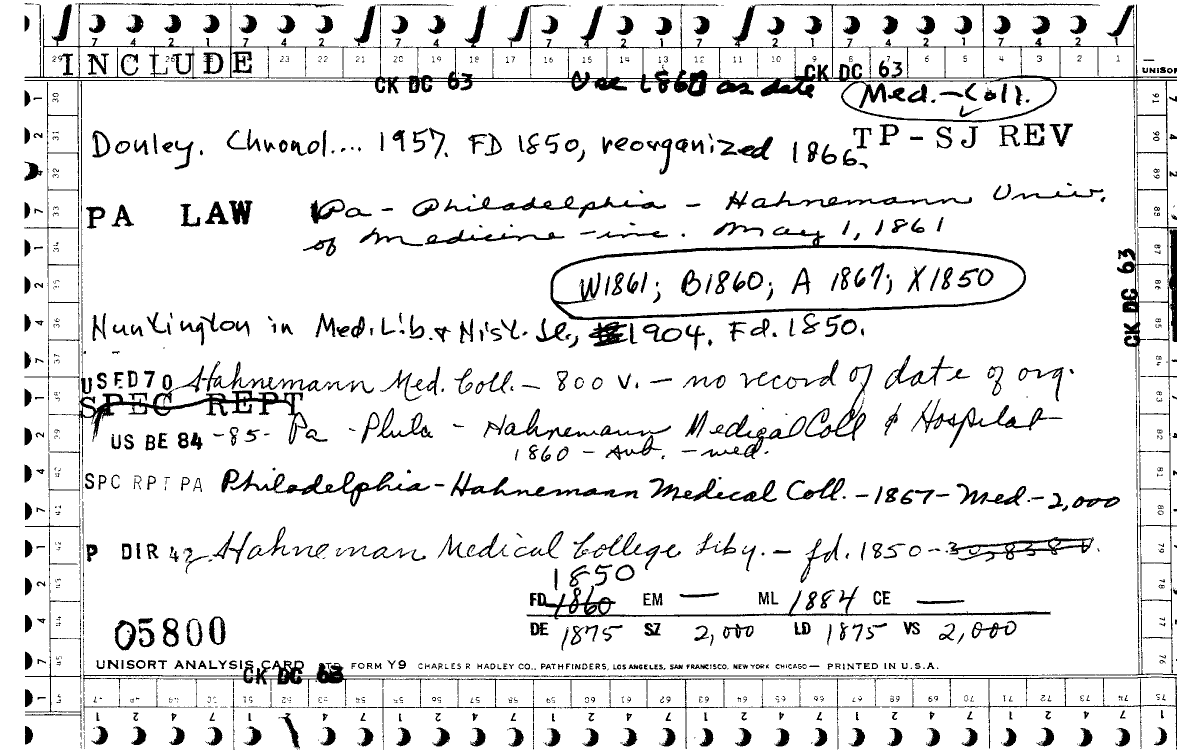 INCLUDE
CK DC 63 Use 1860 as date CK DC 63
Med.-Coll.
Donley. Chronol.... 1957. FD 1850, reorganized 1866. TP-SJ REV
PA LAW Pa - Philadelphia - Hahnemann Univ.
of Medicine - inc. May 1, 1861
W1861; B1860; A 1867; X1850
CK DC 63
Huntington in Med. Lib. & Hist. Jl., 1904. Fd. 1850.
USED70 Hahnemann Med. Coll. - 800 v. - no record of date of org.
SPEC REPT
US BE 84-85- Pa - Phila - Hahnemann Medical Coll & Hospital
1860 - Aub. - med.
SPC RPT PA Philadelphia-Hahnemann Medical Coll.-1867-Med.-2,000
P DIR 42 Hahneman Medical College Liby. - fd. 1850-
1850
FD 1860 EM — ML 1884 CE —
DE 1875 SZ 2,000 LD 1875 VS 2,000
05800
UNISORT ANALYSIS CARD FORM Y9 CHARLES R HADLEY CO., PATHFINDERS, LOS ANGELES, SAN FRANCISCO, NEW YORK CHICAGO — PRINTED IN U.S.A.
CK DC 63